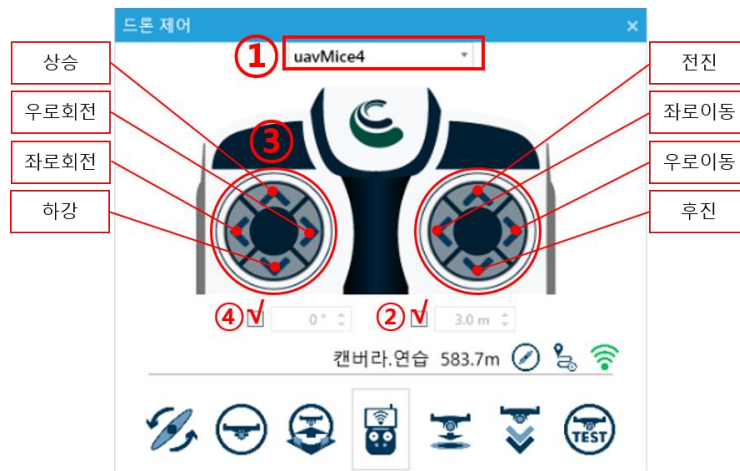 드론 제어
×
① uavMice4
상승
전진
우로회전
좌로이동
③
좌로회전
우로이동
하강
후진
④ √ 0 °
② √ 3.0 m
캔버라.연습 583.7m
TEST